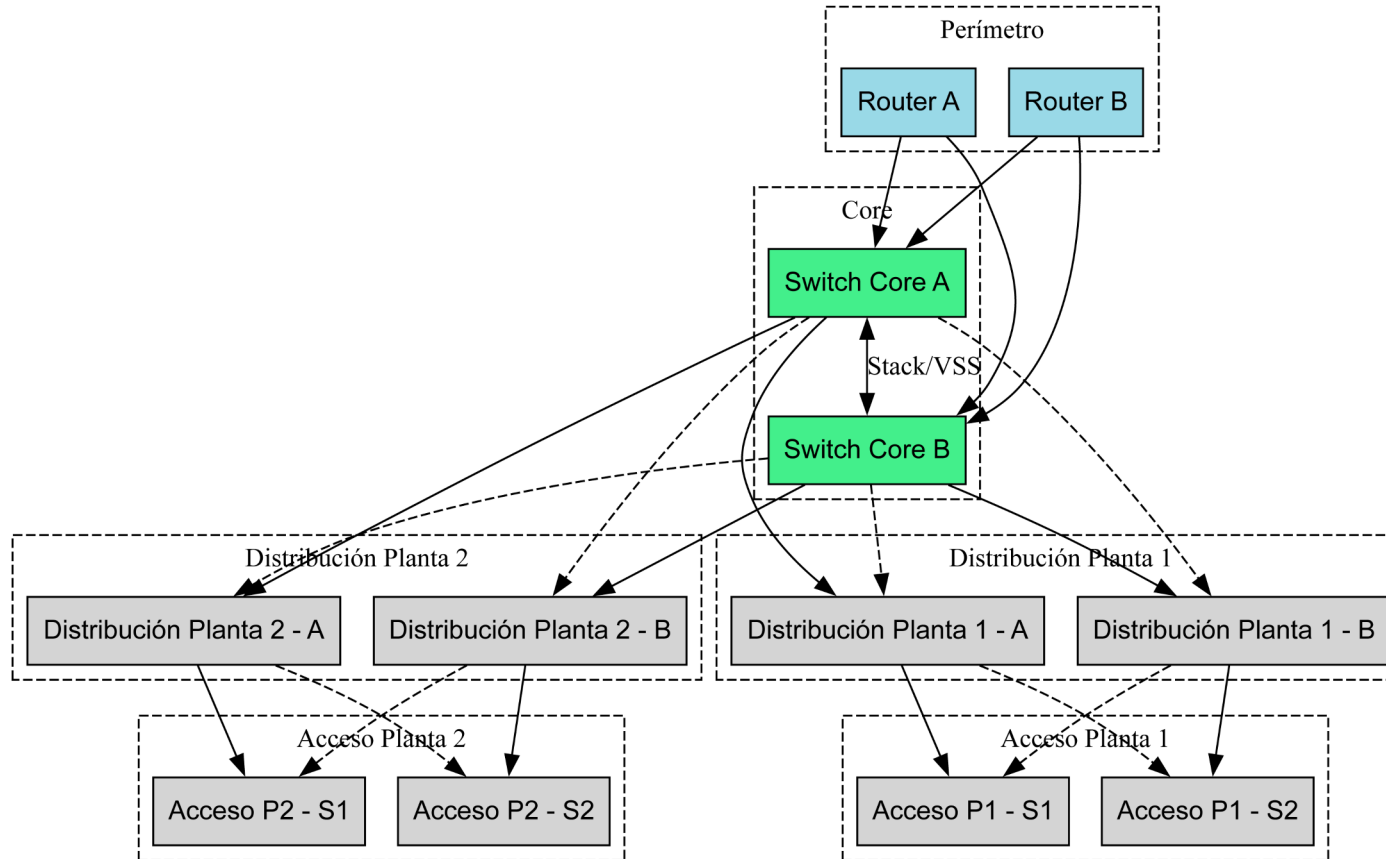 Perímetro
Router A
Router B
Core
Switch Core A
Stack/VSS
Switch Core B
Distribución Planta 2
Distribución Planta 1
Distribución Planta 2 - A
Distribución Planta 2 - B
Distribución Planta 1 - A
Distribución Planta 1 - B
Acceso Planta 2
Acceso Planta 1
Acceso P2 - S1
Acceso P2 - S2
Acceso P1 - S1
Acceso P1 - S2